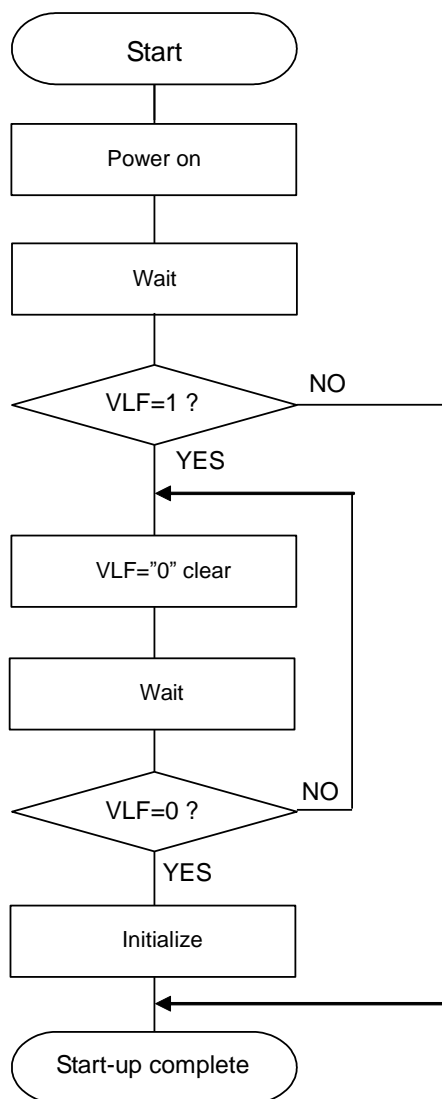 Start
Power on
Wait
VLF=1 ?
NO
YES
VLF=”0” clear
Wait
VLF=0 ?
NO
YES
Initialize
Start-up complete